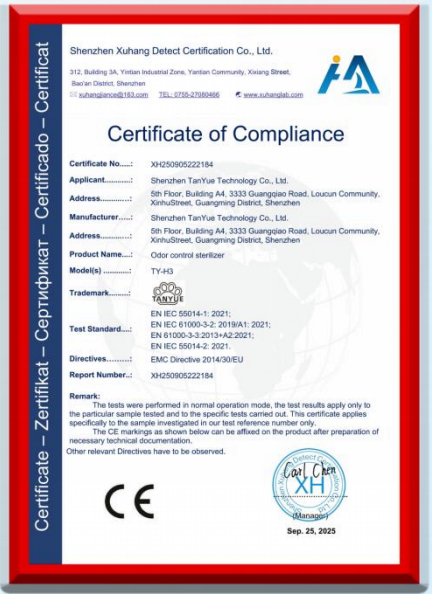 Certificate – Zertifikat – Сертификат – Certificado – Certificat
Shenzhen Xuhang Detect Certification Co., Ltd.
312, Building 3A, Yintian Industrial Zone, Yantian Community, Xixiang Street,
Bao'an District, Shenzhen
xuhangjiance@163.com TEL: 0755-27080466 www.xuhanglab.com
Certificate of Compliance
Certificate No.....: XH250905222184
Applicant...........: Shenzhen TanYue Technology Co., Ltd.
Address.............: 5th Floor, Building A4, 3333 Guangqiao Road, Loucun Community,
XinhuStreet, Guangming District, Shenzhen
Manufacturer.....: Shenzhen TanYue Technology Co., Ltd.
Address.............: 5th Floor, Building A4, 3333 Guangqiao Road, Loucun Community,
XinhuStreet, Guangming District, Shenzhen
Product Name....: Odor control sterilizer
Model(s) ...........: TY-H3
Trademark........: TANYUE
Test Standard....: EN IEC 55014-1: 2021;
EN IEC 61000-3-2: 2019/A1: 2021;
EN 61000-3-3:2013+A2:2021;
EN IEC 55014-2: 2021.
Directives.........: EMC Directive 2014/30/EU
Report Number..: XH250905222184
Remark:
The tests were performed in normal operation mode, the test results apply only to
the particular sample tested and to the specific tests carried out. This certificate applies
specifically to the sample investigated in our test reference number only.
The CE markings as shown below can be affixed on the product after preparation of
necessary technical documentation.
Other relevant Directives have to be observed.
CE
Carl Chen
XH
(Manager)
Sep. 25, 2025